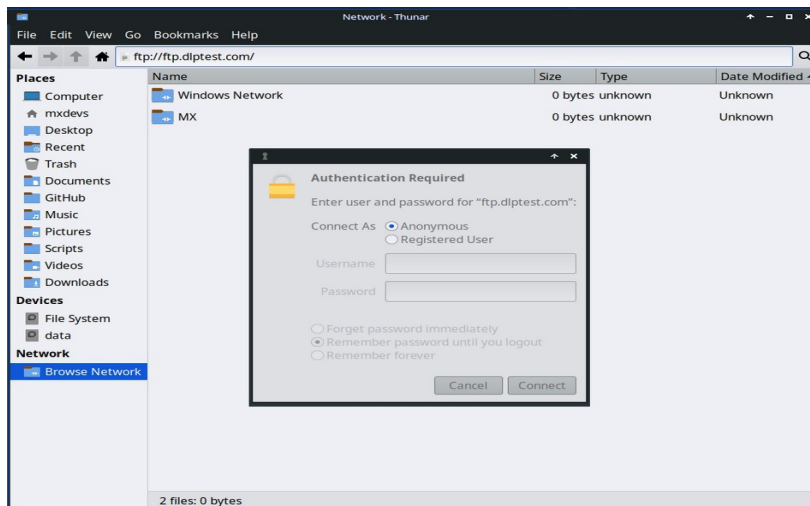 Network - Thunar
File Edit View Go Bookmarks Help
ftp://ftp.dlptest.com/
Places
Computer
mxdevs
Desktop
Recent
Trash
Documents
GitHub
Music
Pictures
Scripts
Videos
Downloads
Devices
File System
data
Network
Browse Network
Name Size Type Date Modified
Windows Network 0 bytes unknown Unknown
MX 0 bytes unknown Unknown
Authentication Required
Enter user and password for “ftp.dlptest.com”:
Connect As Anonymous
Registered User
Username
Password
Forget password immediately
Remember password until you logout
Remember forever
Cancel Connect
2 files: 0 bytes